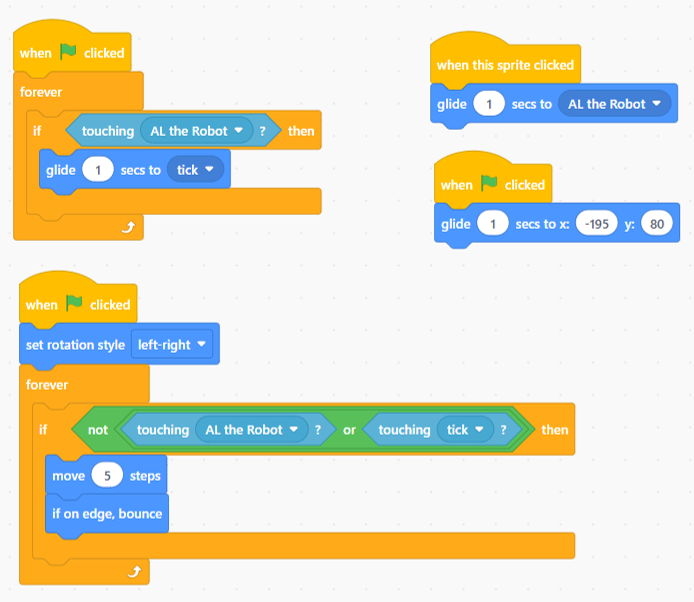 when clicked
forever
if touching AL the Robot ? then
glide 1 secs to tick
when this sprite clicked
glide 1 secs to AL the Robot
when clicked
glide 1 secs to x: -195 y: 80
when clicked
set rotation style left-right
forever
if not touching AL the Robot ? or touching tick ? then
move 5 steps
if on edge, bounce